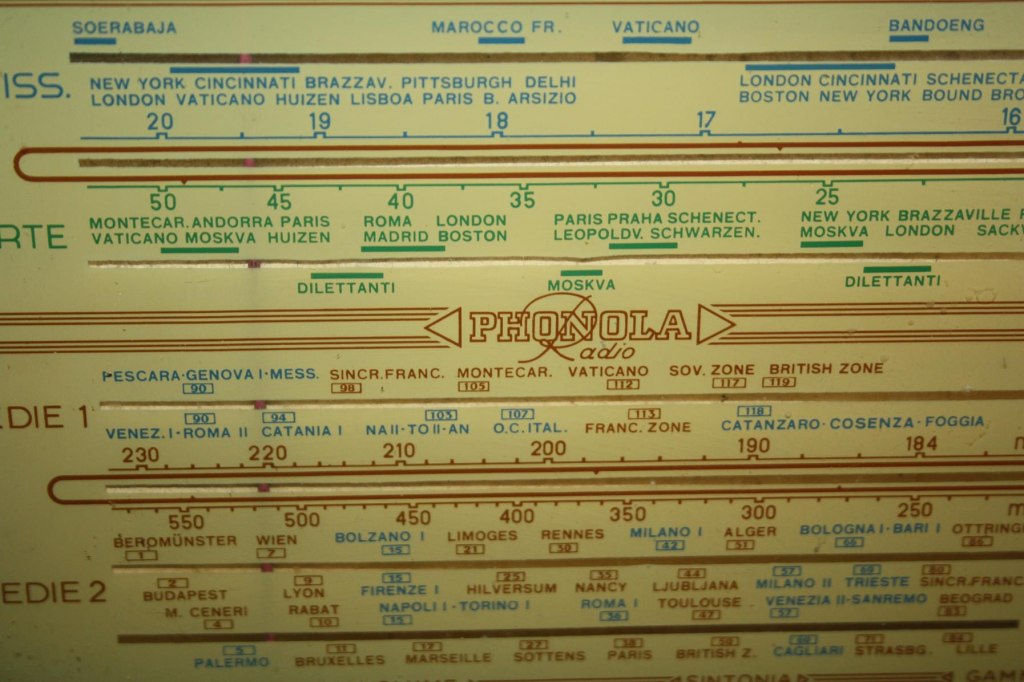 SOERABAJA MAROCCO FR. VATICANO BANDOENG
ISS. NEW YORK CINCINNATI BRAZZAV. PITTSBURGH DELHI LONDON CINCINNATI SCHENECTA
LONDON VATICANO HUIZEN LISBOA PARIS B. ARSIZIO BOSTON NEW YORK BOUND BRO
20 19 18 17 16
50 45 40 35 30 25
MONTECAR. ANDORRA PARIS ROMA LONDON PARIS PRAHA SCHENECT. NEW YORK BRAZZAVILLE
RTE VATICANO MOSKVA HUIZEN MADRID BOSTON LEOPOLDV. SCHWARZEN. MOSKVA LONDON SACKV
DILETTANTI MOSKVA DILETTANTI
PHONOLA
Radio
PESCARA·GENOVA I·MESS. SINCR.FRANC. MONTECAR. VATICANO SOV. ZONE BRITISH ZONE
90 98 105 112 117 119
EDIE 1 90 94 103 107 113 118
VENEZ. I·ROMA II CATANIA I NA II·TO II·AN O.C. ITAL. FRANC. ZONE CATANZARO·COSENZA·FOGGIA
230 220 210 200 190 184 m
550 500 450 400 350 300 250 m
BEROMÜNSTER WIEN BOLZANO I LIMOGES RENNES MILANO I ALGER BOLOGNA I·BARI I OTTRING
1 7 15 21 30 42 51 66 86
EDIE 2 2 9 15 25 35 44 57 69 80
BUDAPEST LYON FIRENZE I HILVERSUM NANCY LJUBLJANA MILANO II TRIESTE SINCR.FRANC
M. CENERI RABAT NAPOLI I·TORINO I ROMA I TOULOUSE VENEZIA II·SANREMO BEOGRAD
4 10 15 36 47 57 83
5 11 17 27 38 50 60 71 84
PALERMO BRUXELLES MARSEILLE SOTTENS PARIS BRITISH Z. CAGLIARI STRASBG. LILLE
SINTONIA GAM